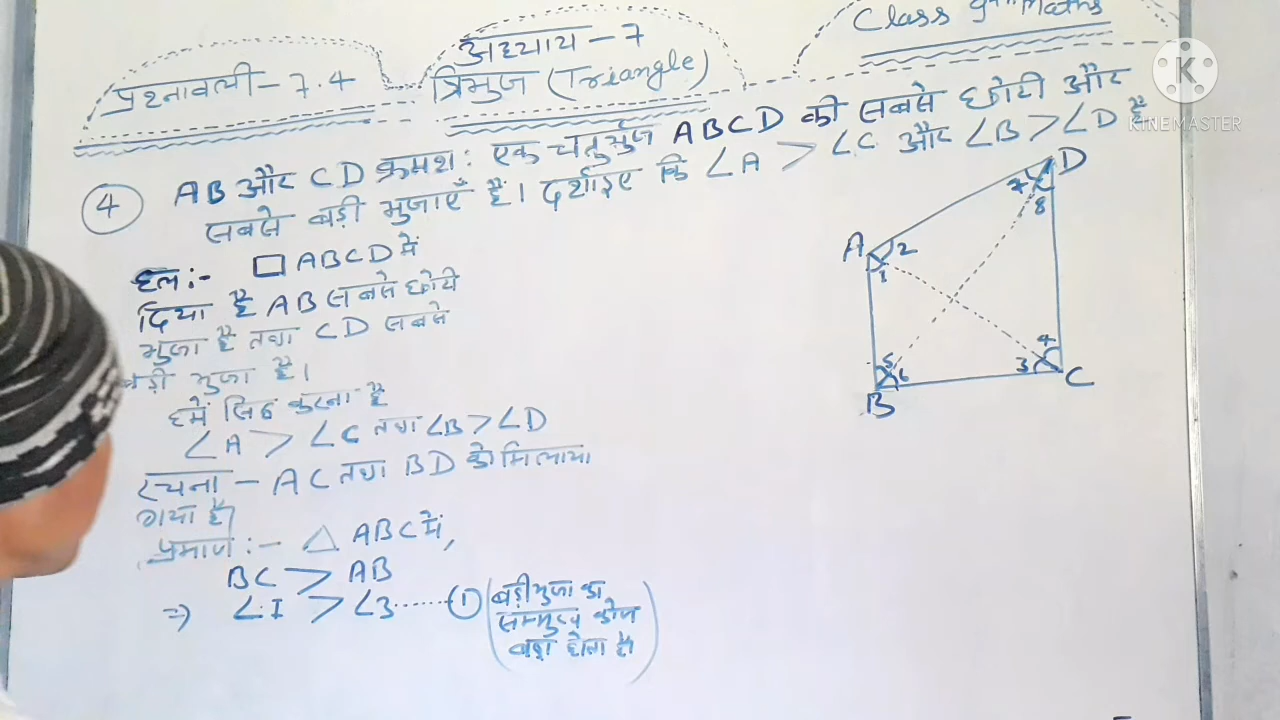 प्रश्नावली - 7.4
अध्याय - 7
त्रिभुज (Triangle)
Class 9th Maths
KINEMASTER
④ AB और CD क्रमश: एक चतुर्भुज ABCD की सबसे छोटी और
सबसे बड़ी भुजाएँ हैं। दर्शाइए कि ∠A > ∠C और ∠B > ∠D है
हल:- □ ABCD में
दिया है AB सबसे छोटी
भुजा है तथा CD सबसे
बड़ी भुजा है।
हमें सिद्ध करना है
∠A > ∠C तथा ∠B > ∠D
रचना - AC तथा BD को मिलाया
गया है।
प्रमाण :- △ ABC में,
BC > AB
⇒ ∠1 > ∠3 ...... ① (बड़ी भुजा का
सम्मुख कोण
बड़ा होता है)
D
7
8
A
2
1
5
6
B
3
4
C